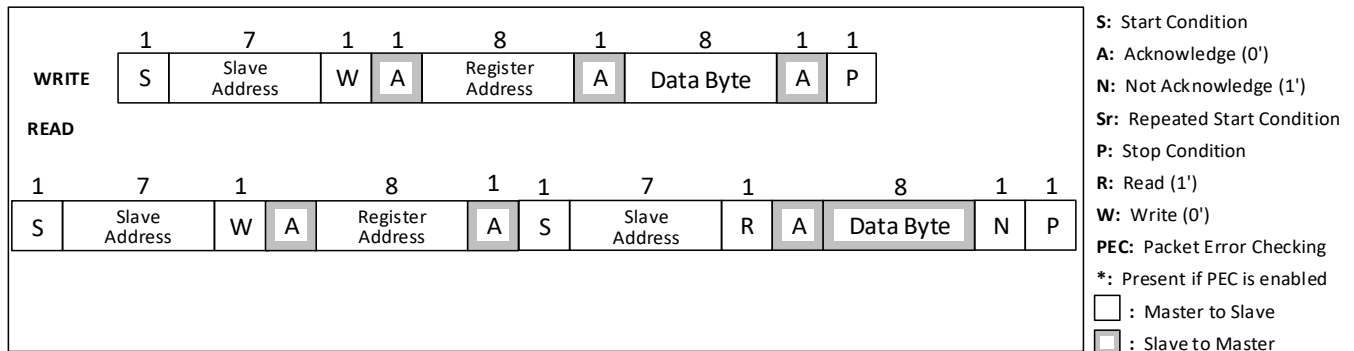 1 7 1 1 8 1 8 1 1
WRITE S Slave Address W A Register Address A Data Byte A P
READ
1 7 1 8 1 1 7 1 8 1 1
S Slave Address W A Register Address A S Slave Address R A Data Byte N P
S: Start Condition
A: Acknowledge (0')
N: Not Acknowledge (1')
Sr: Repeated Start Condition
P: Stop Condition
R: Read (1')
W: Write (0')
PEC: Packet Error Checking
*: Present if PEC is enabled
: Master to Slave
: Slave to Master